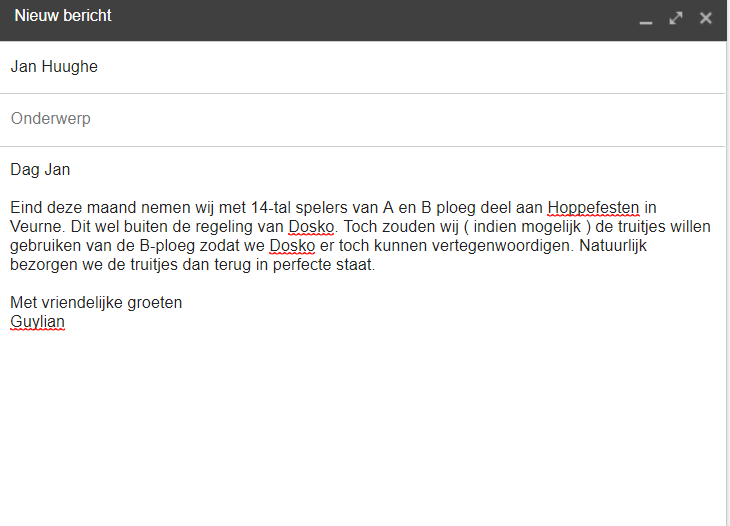 Nieuw bericht
Jan Huughe
Onderwerp
Dag Jan
Eind deze maand nemen wij met 14-tal spelers van A en B ploeg deel aan Hoppefesten in
Veurne. Dit wel buiten de regeling van Dosko. Toch zouden wij ( indien mogelijk ) de truitjes willen
gebruiken van de B-ploeg zodat we Dosko er toch kunnen vertegenwoordigen. Natuurlijk
bezorgen we de truitjes dan terug in perfecte staat.
Met vriendelijke groeten
Guylian